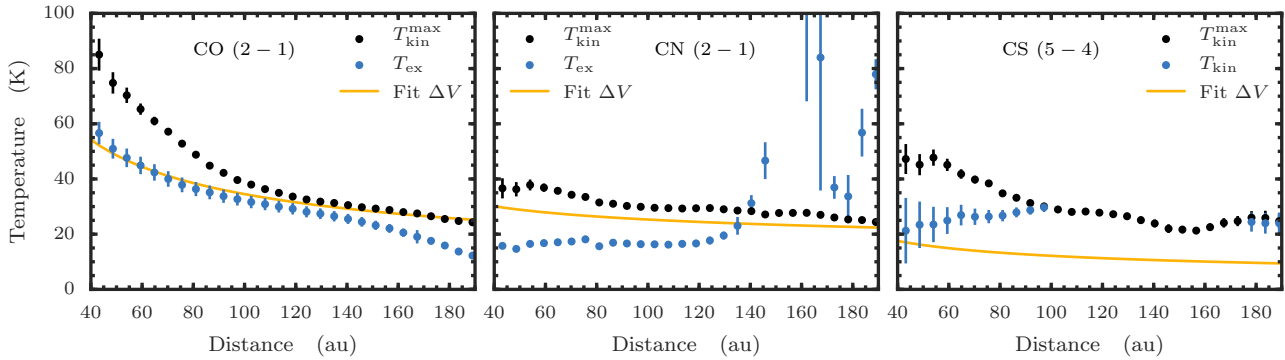 100
80
60
40
20
0
Temperature (K)
CO (2 − 1)
T_kin^max
T_ex
Fit ΔV
40 60 80 100 120 140 160 180
Distance (au)
CN (2 − 1)
T_kin^max
T_ex
Fit ΔV
40 60 80 100 120 140 160 180
Distance (au)
CS (5 − 4)
T_kin^max
T_kin
Fit ΔV
40 60 80 100 120 140 160 180
Distance (au)